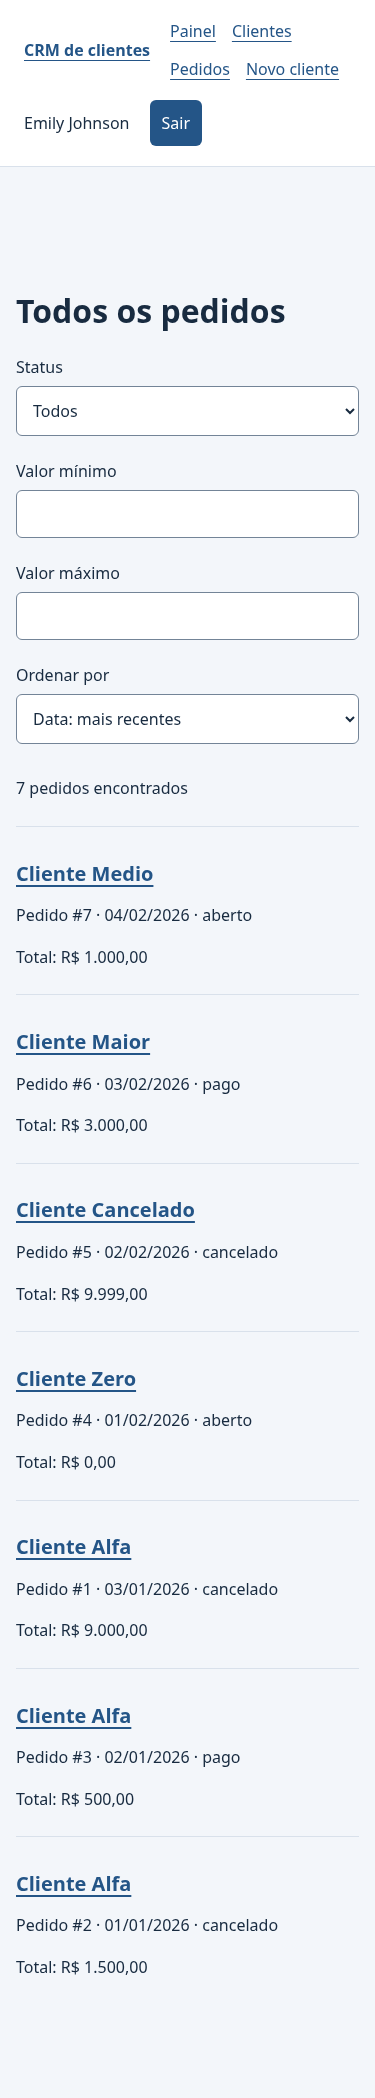 CRM de clientes
Painel Clientes
Pedidos Novo cliente
Emily Johnson Sair
Todos os pedidos
Status
Todos
Valor mínimo
Valor máximo
Ordenar por
Data: mais recentes
7 pedidos encontrados
Cliente Medio
Pedido #7 · 04/02/2026 · aberto
Total: R$ 1.000,00
Cliente Maior
Pedido #6 · 03/02/2026 · pago
Total: R$ 3.000,00
Cliente Cancelado
Pedido #5 · 02/02/2026 · cancelado
Total: R$ 9.999,00
Cliente Zero
Pedido #4 · 01/02/2026 · aberto
Total: R$ 0,00
Cliente Alfa
Pedido #1 · 03/01/2026 · cancelado
Total: R$ 9.000,00
Cliente Alfa
Pedido #3 · 02/01/2026 · pago
Total: R$ 500,00
Cliente Alfa
Pedido #2 · 01/01/2026 · cancelado
Total: R$ 1.500,00